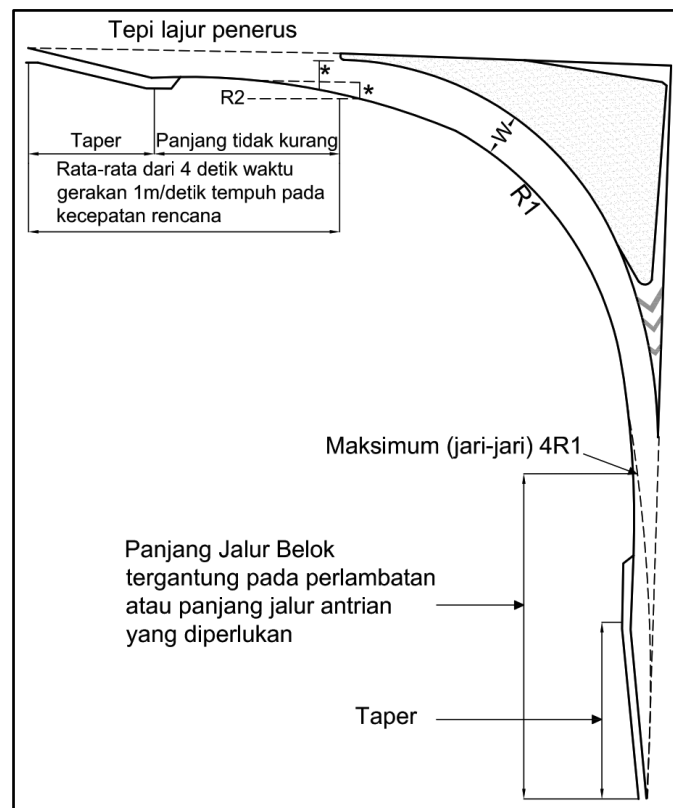 Tepi lajur penerus
*
*
R2
Taper
Panjang tidak kurang
Rata-rata dari 4 detik waktu
gerakan 1m/detik tempuh pada
kecepatan rencana
-W-
R1
Maksimum (jari-jari) 4R1
Panjang Jalur Belok
tergantung pada perlambatan
atau panjang jalur antrian
yang diperlukan
Taper